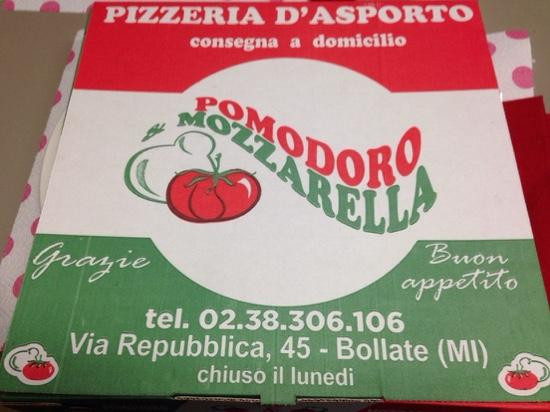 PIZZERIA D'ASPORTO
consegna a domicilio
POMODORO
& MOZZARELLA
Grazie
Buon
appetito
tel. 02.38.306.106
Via Repubblica, 45 - Bollate (MI)
chiuso il lunedi